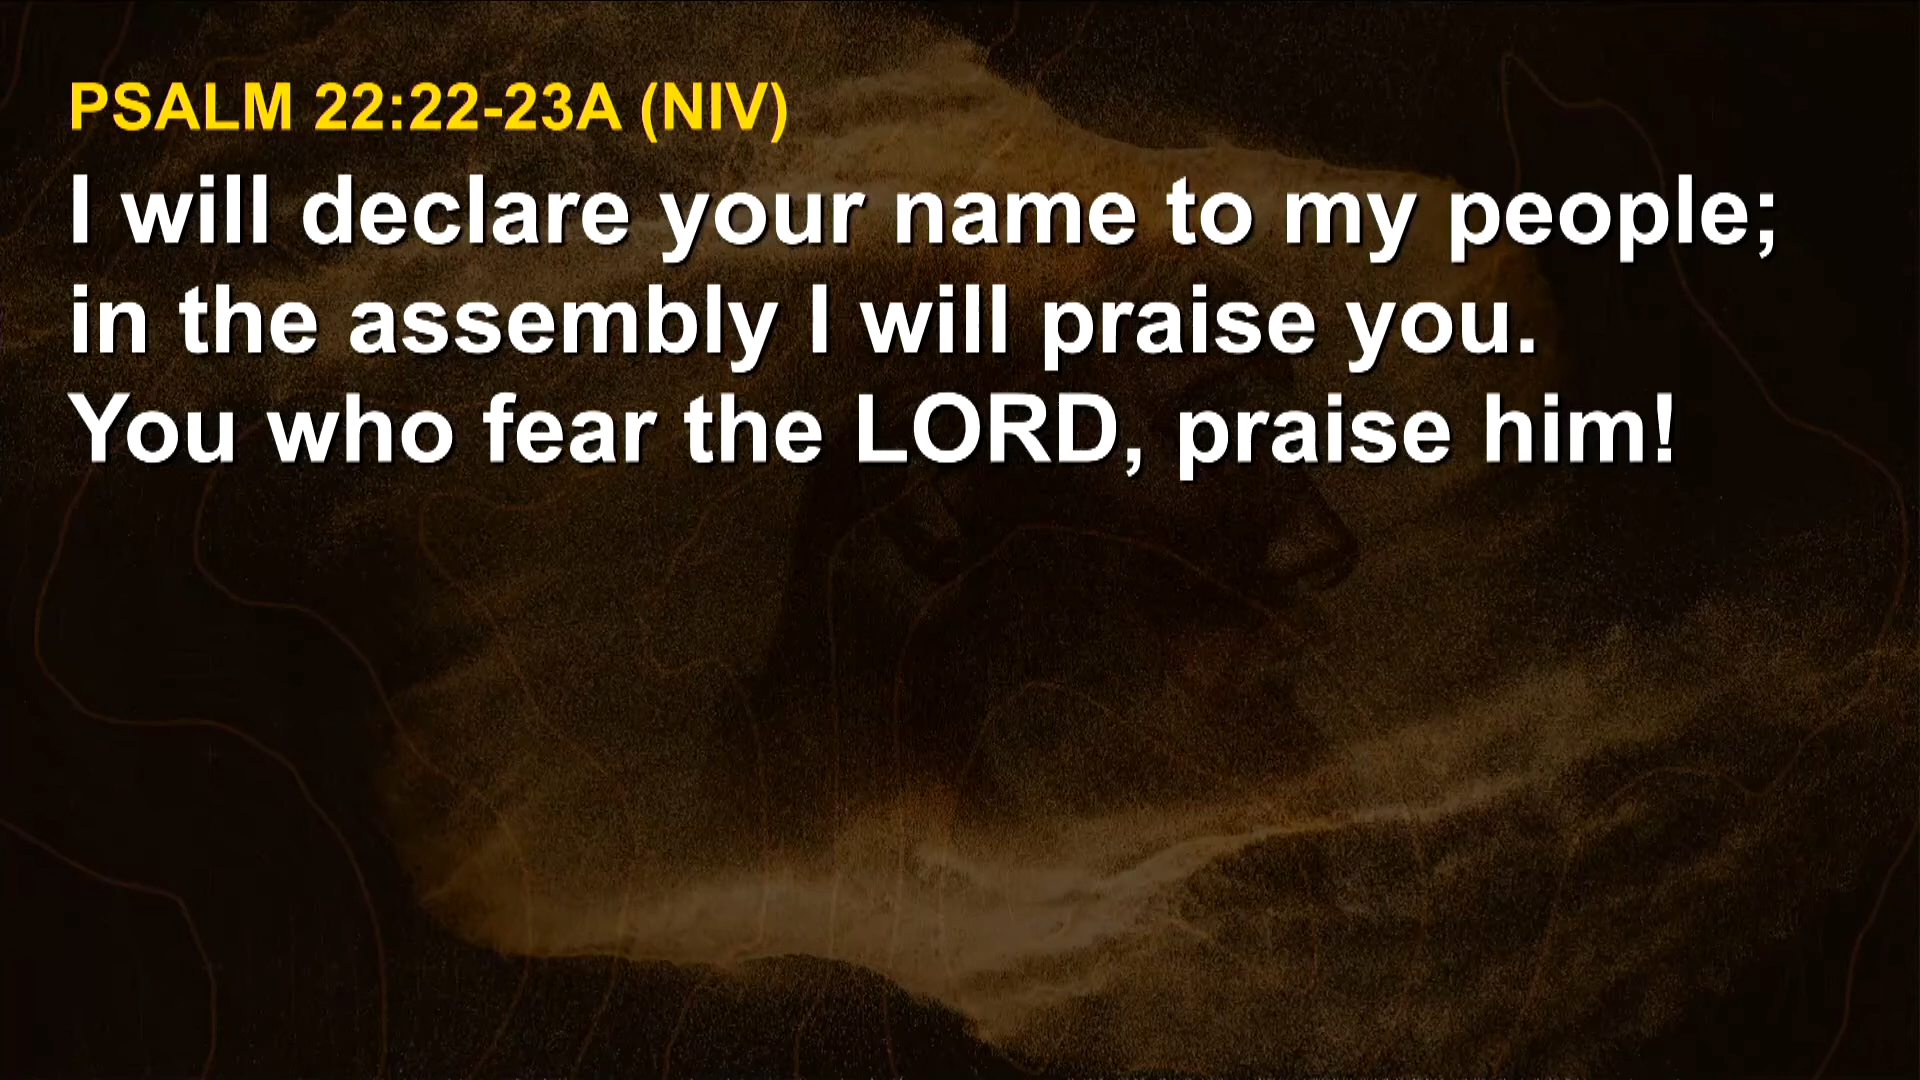 PSALM 22:22-23A (NIV)
I will declare your name to my people;
in the assembly I will praise you.
You who fear the LORD, praise him!